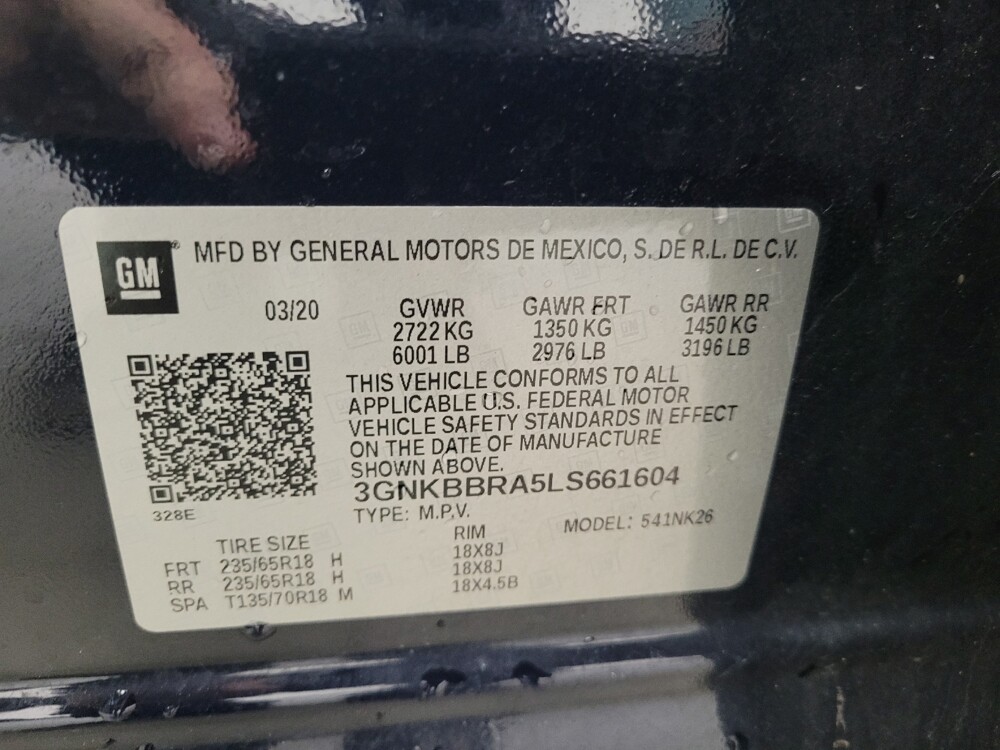 GM® MFD BY GENERAL MOTORS DE MEXICO, S. DE R.L. DE C.V.
03/20 GVWR GAWR FRT GAWR RR
2722 KG 1350 KG 1450 KG
6001 LB 2976 LB 3196 LB
THIS VEHICLE CONFORMS TO ALL
APPLICABLE U.S. FEDERAL MOTOR
VEHICLE SAFETY STANDARDS IN EFFECT
ON THE DATE OF MANUFACTURE
SHOWN ABOVE.
3GNKBBRA5LS661604
328E
TYPE: M.P.V. MODEL: 541NK26
TIRE SIZE RIM
FRT 235/65R18 H 18X8J
RR 235/65R18 H 18X8J
SPA T135/70R18 M 18X4.5B